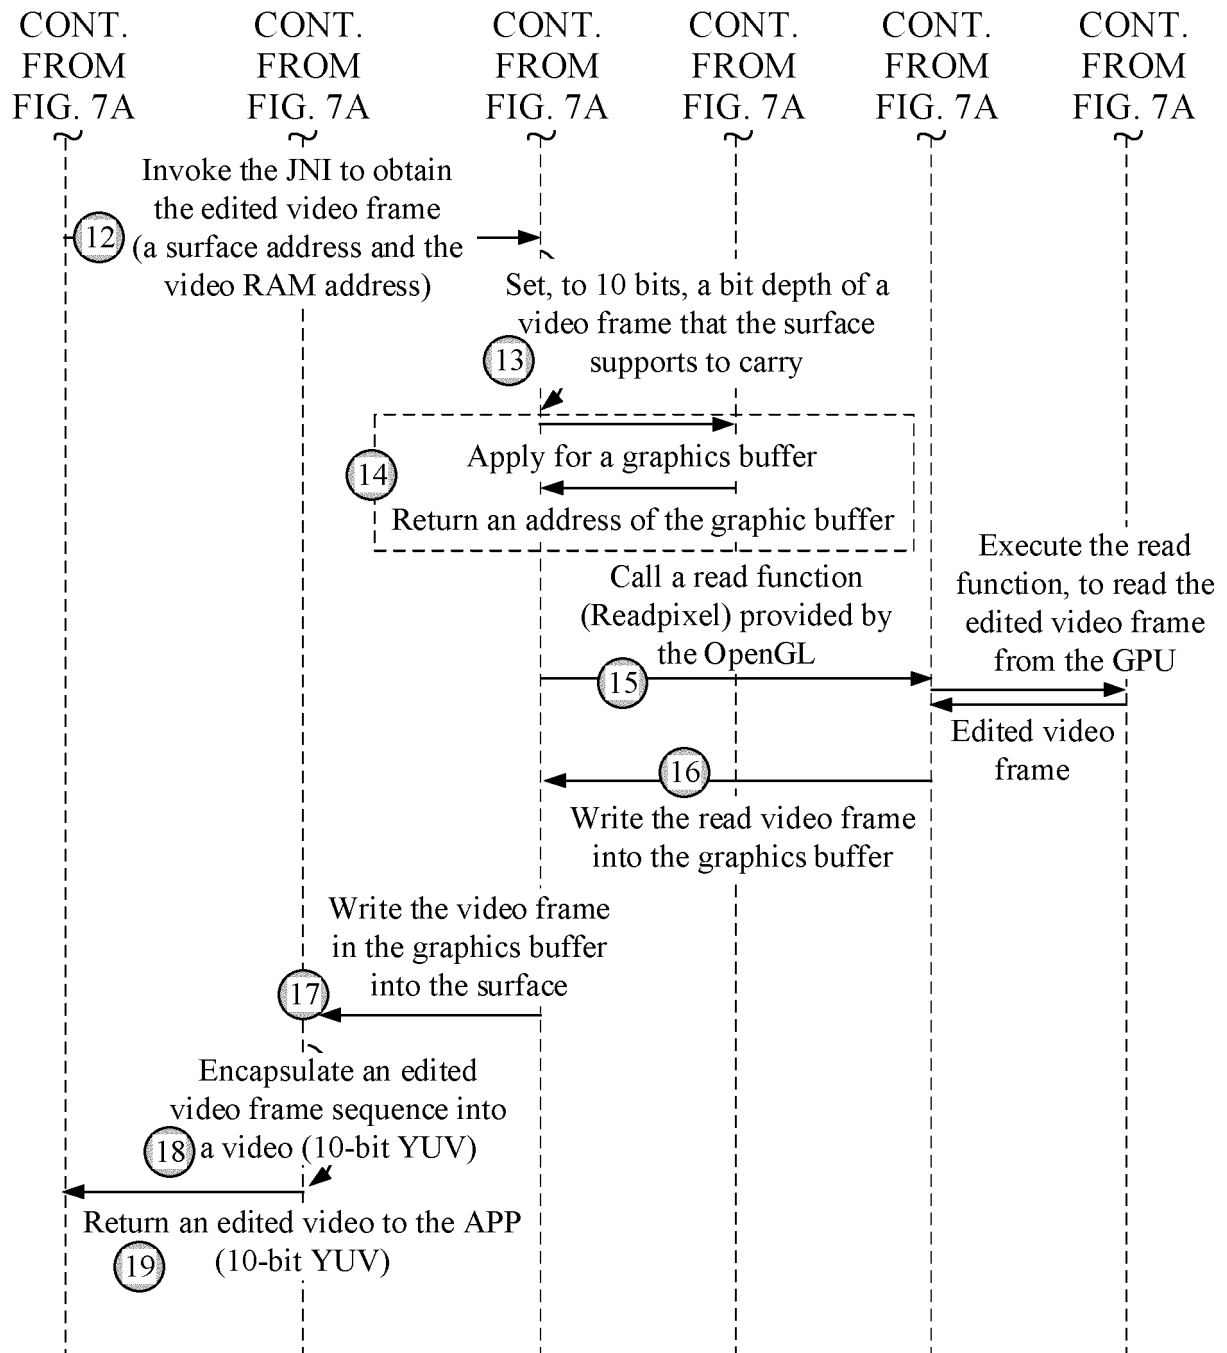 CONT. FROM FIG. 7A
CONT. FROM FIG. 7A
CONT. FROM FIG. 7A
CONT. FROM FIG. 7A
CONT. FROM FIG. 7A
CONT. FROM FIG. 7A
Invoke the JNI to obtain
the edited video frame
12
(a surface address and the
video RAM address)
Set, to 10 bits, a bit depth of a
video frame that the surface
13
supports to carry
Apply for a graphics buffer
14
Return an address of the graphic buffer
Call a read function
(Readpixel) provided by
the OpenGL
15
Execute the read
function, to read the
edited video frame
from the GPU
Edited video
frame
16
Write the read video frame
into the graphics buffer
Write the video frame
in the graphics buffer
into the surface
17
Encapsulate an edited
video frame sequence into
18
a video (10-bit YUV)
Return an edited video to the APP
(10-bit YUV)
19